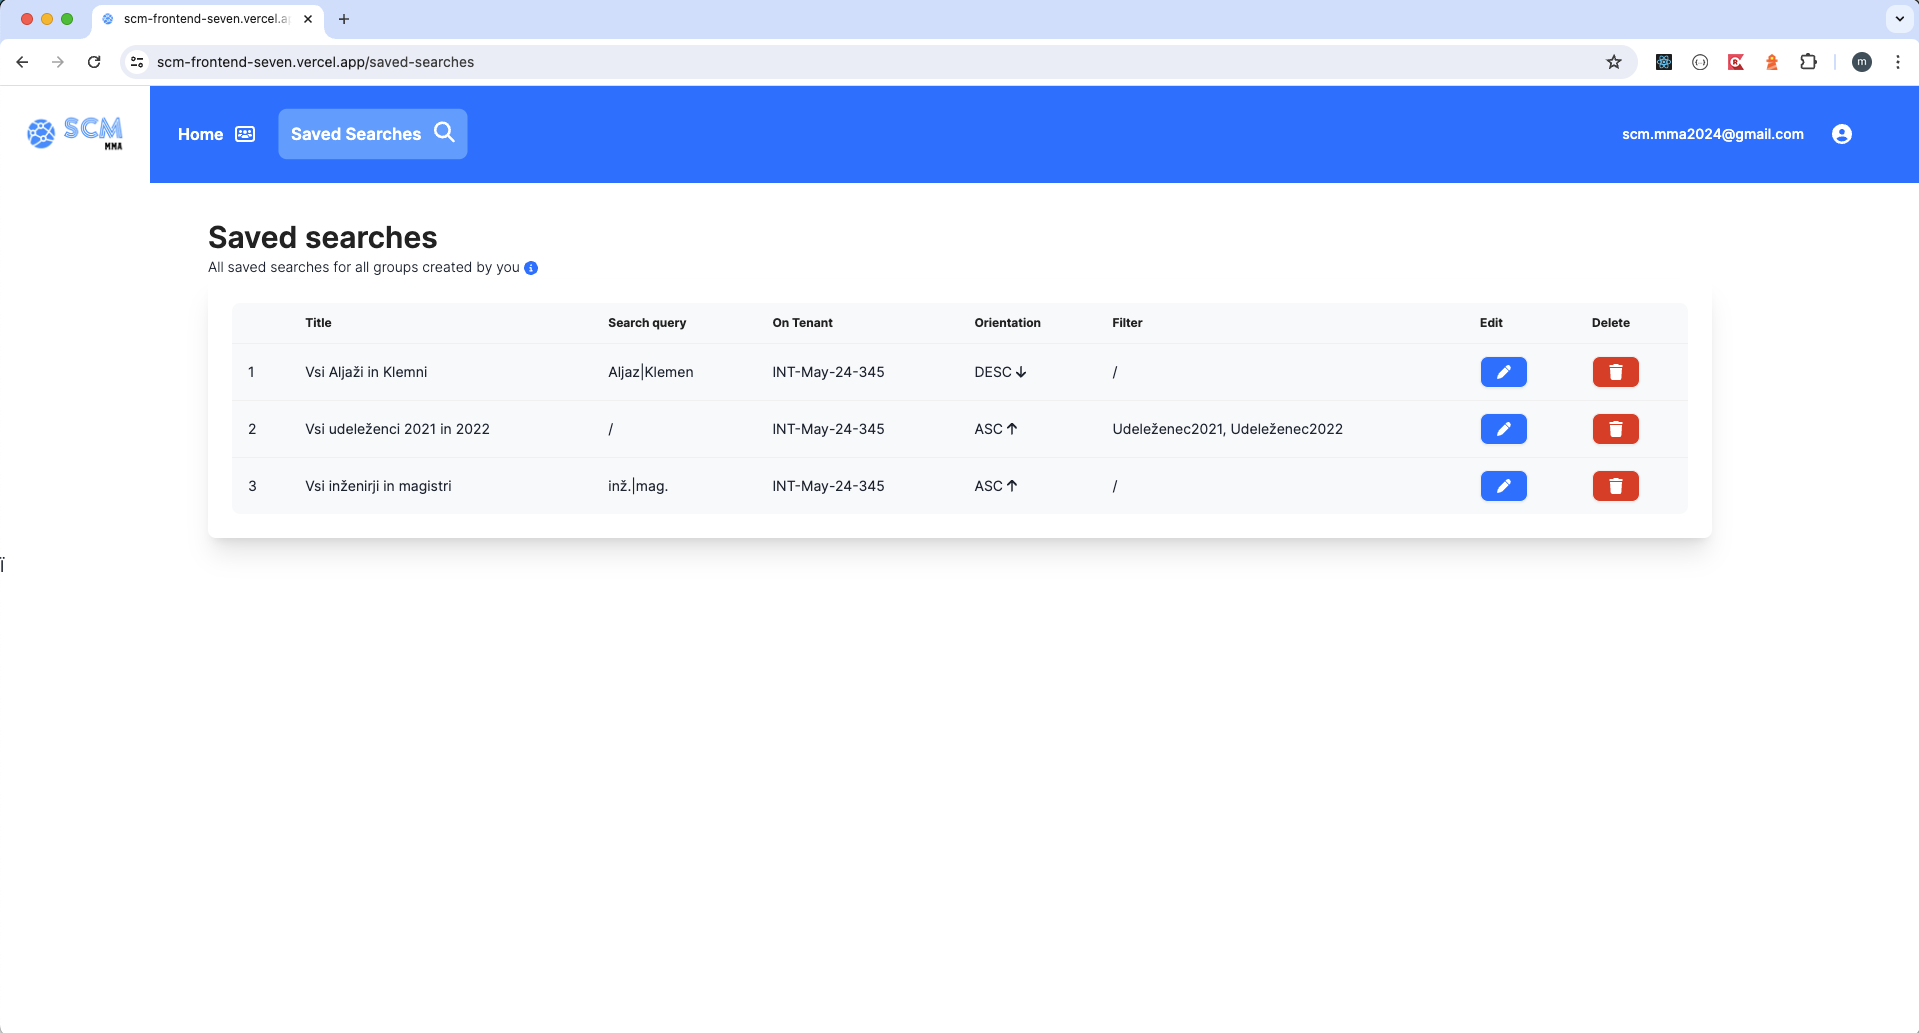 scm-frontend-seven.vercel.a
scm-frontend-seven.vercel.app/saved-searches
m
SCM
MMA
Home
Saved Searches
scm.mma2024@gmail.com
Saved searches
All saved searches for all groups created by you
Title Search query On Tenant Orientation Filter Edit Delete
1 Vsi Aljaži in Klemni Aljaz|Klemen INT-May-24-345 DESC /
2 Vsi udeleženci 2021 in 2022 / INT-May-24-345 ASC Udeleženec2021, Udeleženec2022
3 Vsi inženirji in magistri inž.|mag. INT-May-24-345 ASC /